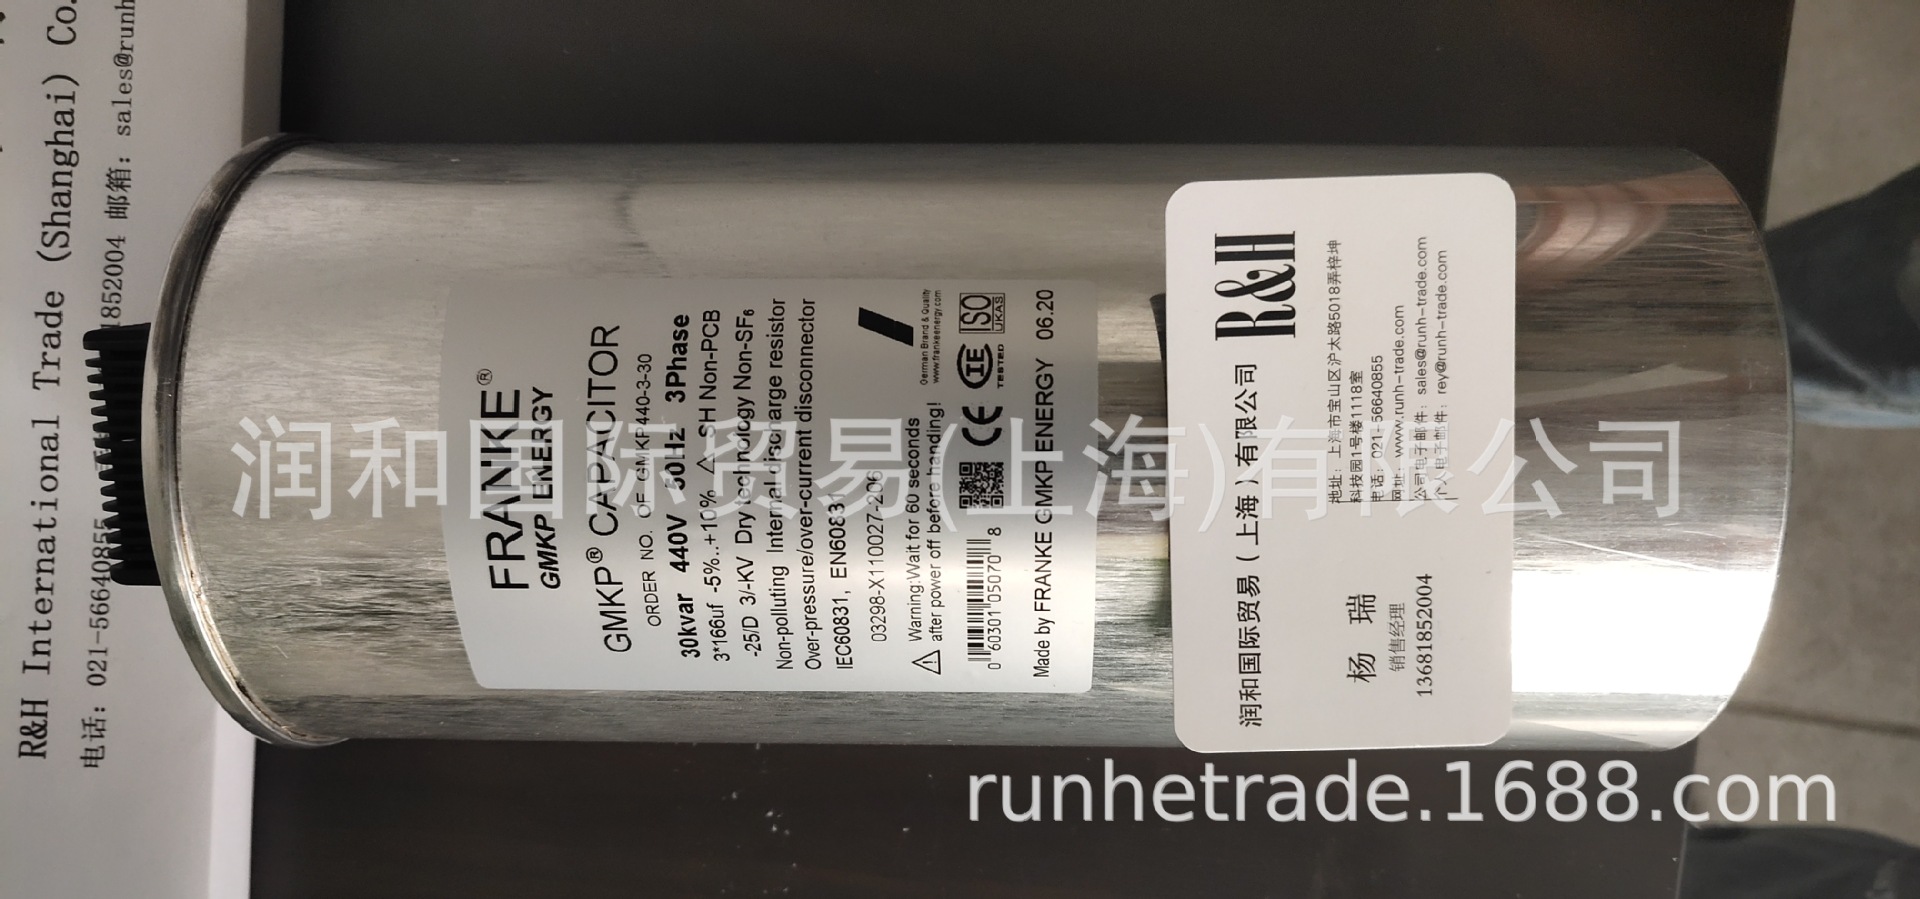 R&H International Trade (Shanghai) Co.
电话: 021-56640855
1852004 邮箱: sales@runh
FRANKE®
GMKP ENERGY
GMKP® CAPACITOR
ORDER NO. OF GMKP440-3-30
30kvar 440V 50Hz 3Phase
3*166uf -5%..+10% SH Non-PCB
-25/D 3/-KV Dry technology Non-SF₆
Non-polluting Internal discharge resistor
Over-pressure/over-current disconnector
IEC60831, EN60831
03298-X110027-206
Warning:Wait for 60 seconds
after power off before handing!
German Brand & Quality
www.frankeenergy.com
0 60301 05070 8
CE
IE
TESTED
ISO
UKAS
Made by FRANKE GMKP ENERGY 06.20
润和国际贸易(上海)有限公司
R&H
润和国际贸易(上海)有限公司
杨 瑞
销售经理
13681852004
地址: 上海市宝山区沪太路5018弄梓坤
科技园1号楼1118室
电话: 021-56640855
网址: www.runh-trade.com
公司电子邮件: sales@runh-trade.com
个人电子邮件: rey@runh-trade.com
runhetrade.1688.com